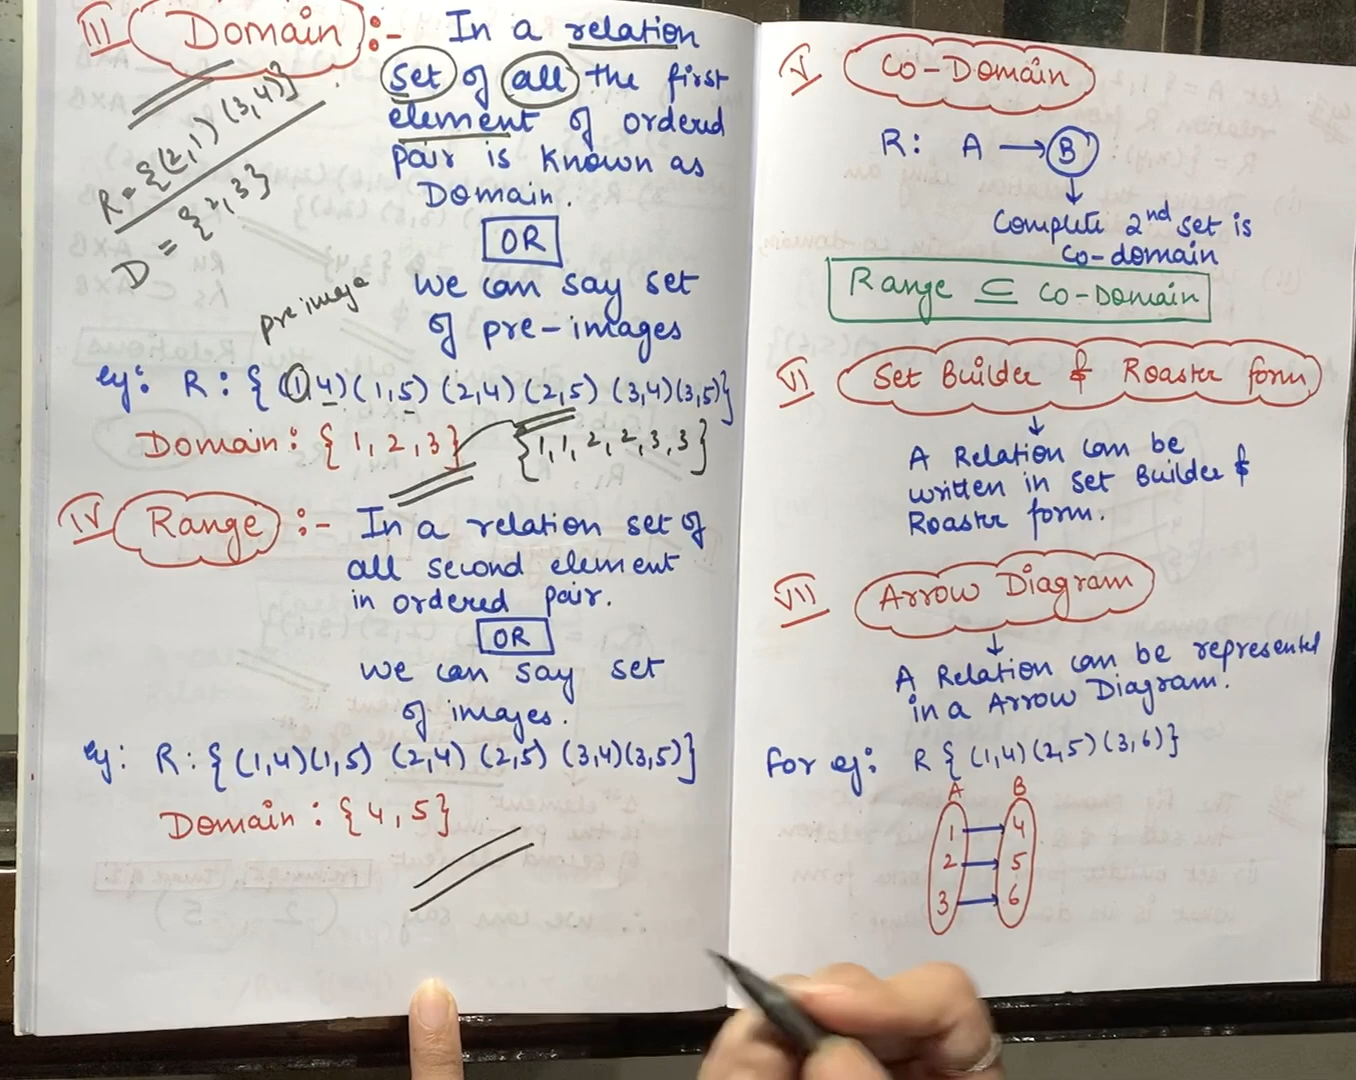 III Domain :- In a relation
set of all the first
element of ordered
pair is known as
Domain.
OR
we can say set
of pre-images
R = {(2,1) (3,4)}
D = {2,3}
pre image
eg: R : { (1,4) (1,5) (2,4) (2,5) (3,4) (3,5)}
Domain : { 1, 2, 3 } {1, 1, 2, 2, 3, 3}
IV Range :- In a relation set of
all second element
in ordered pair.
OR
we can say set
of images.
eg: R : { (1,4) (1,5) (2,4) (2,5) (3,4) (3,5)}
Domain : {4, 5}
V Co-Domain
R: A → B
Complete 2nd set is
Co-domain
Range ⊆ Co-Domain
VI Set Builder & Roaster form
A Relation can be
written in Set Builder &
Roaster form.
VII Arrow Diagram
A Relation can be represented
in a Arrow Diagram.
For eg: R { (1,4) (2,5) (3,6)}
A B
1 → 4
2 → 5
3 → 6